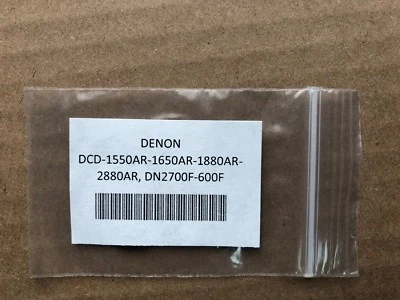 DENON
DCD-1550AR-1650AR-1880AR-
2880AR, DN2700F-600F